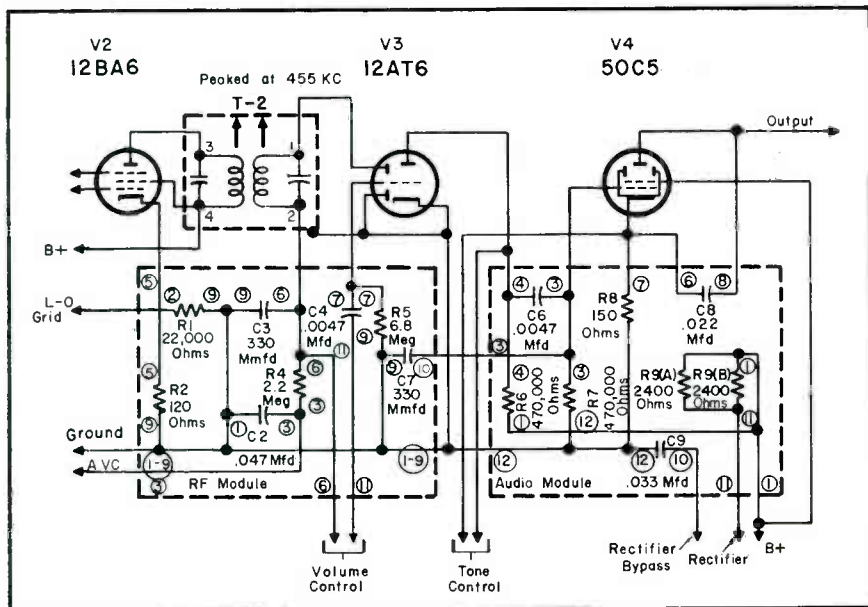 V2
12BA6
V3
12AT6
V4
50C5
Peaked at 455 KC
T-2
3
1
4
2
Output
B+
L-O
Grid
5
2
9
9
6
R1
22,000
Ohms
C3
330
Mmfd
C4
.0047
Mfd
7
7
R5
6.8
Meg
9
11
6
R4
2.2
Meg
3
9
10
C7
330
Mmfd
5
R2
120
Ohms
9
1
C2
3
.047 Mfd
Ground
AVC
1-9
3
RF Module
1-9
6
11
4
3
C6
.0047
Mfd
3
4
R6
470,000
Ohms
1
3
R7
470,000
Ohms
12
7
R8
150
Ohms
6
8
C8
.022
Mfd
R9(A)
2400
Ohms
R9(B)
2400
Ohms
1
11
12
Audio Module
12
C9
10
.033 Mfd
11
1
Volume
Control
Tone
Control
Rectifier
Bypass
Rectifier
B+